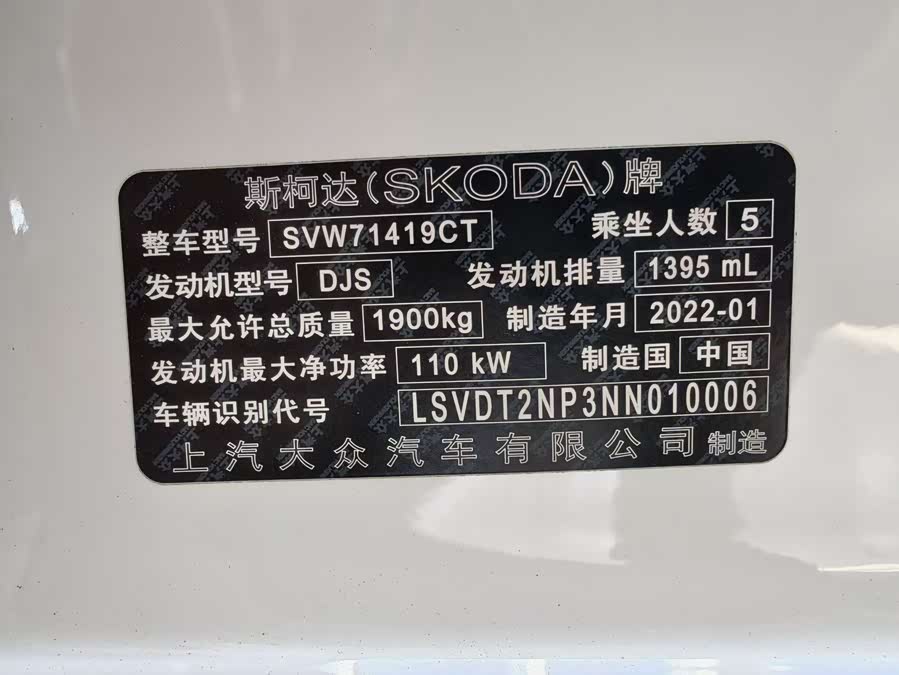 斯柯达(SKODA)牌
整车型号 SVW71419CT 乘坐人数 5
发动机型号 DJS 发动机排量 1395 mL
最大允许总质量 1900kg 制造年月 2022-01
发动机最大净功率 110 kW 制造国 中国
车辆识别代号 LSVDT2NP3NN010006
上汽大众汽车有限公司 制造